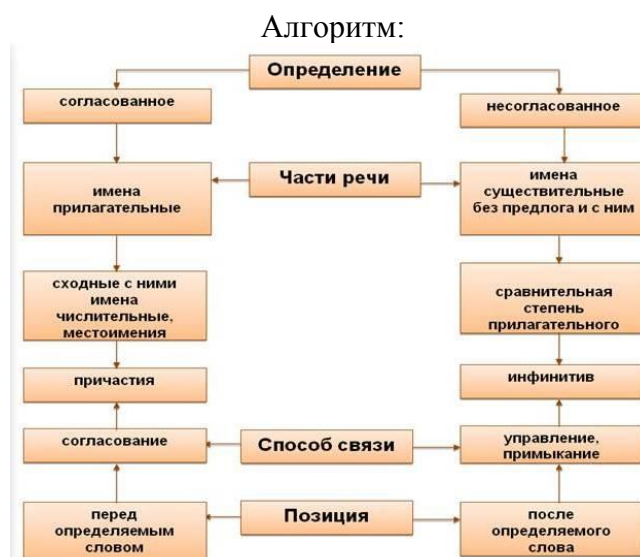 Алгоритм:
Определение
согласованное
несогласованное
имена
прилагательные
Части речи
имена
существительные
без предлога и с ним
сходные с ними
имена
числительные,
местоимения
сравнительная
степень
прилагательного
причастия
инфинитив
согласование
Способ связи
управление,
примыкание
перед
определяемым
словом
Позиция
после
определяемого
слова